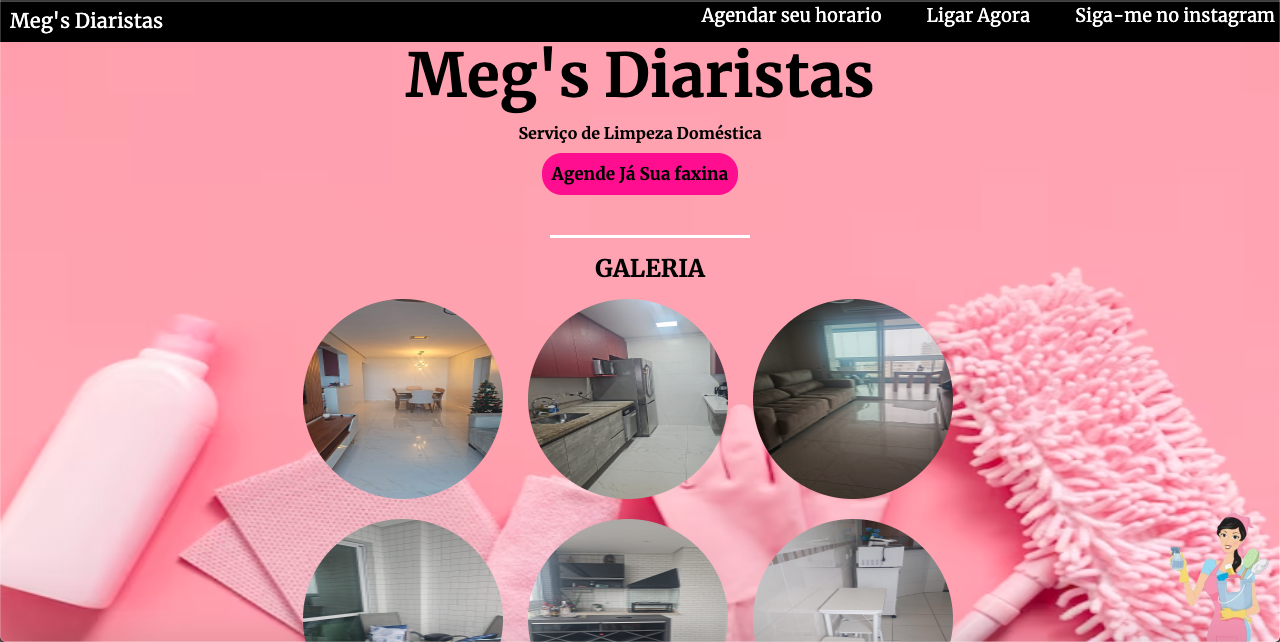 Meg's Diaristas
Agendar seu horario
Ligar Agora
Siga-me no instagram
Meg's Diaristas
Serviço de Limpeza Doméstica
Agende Já Sua faxina
GALERIA